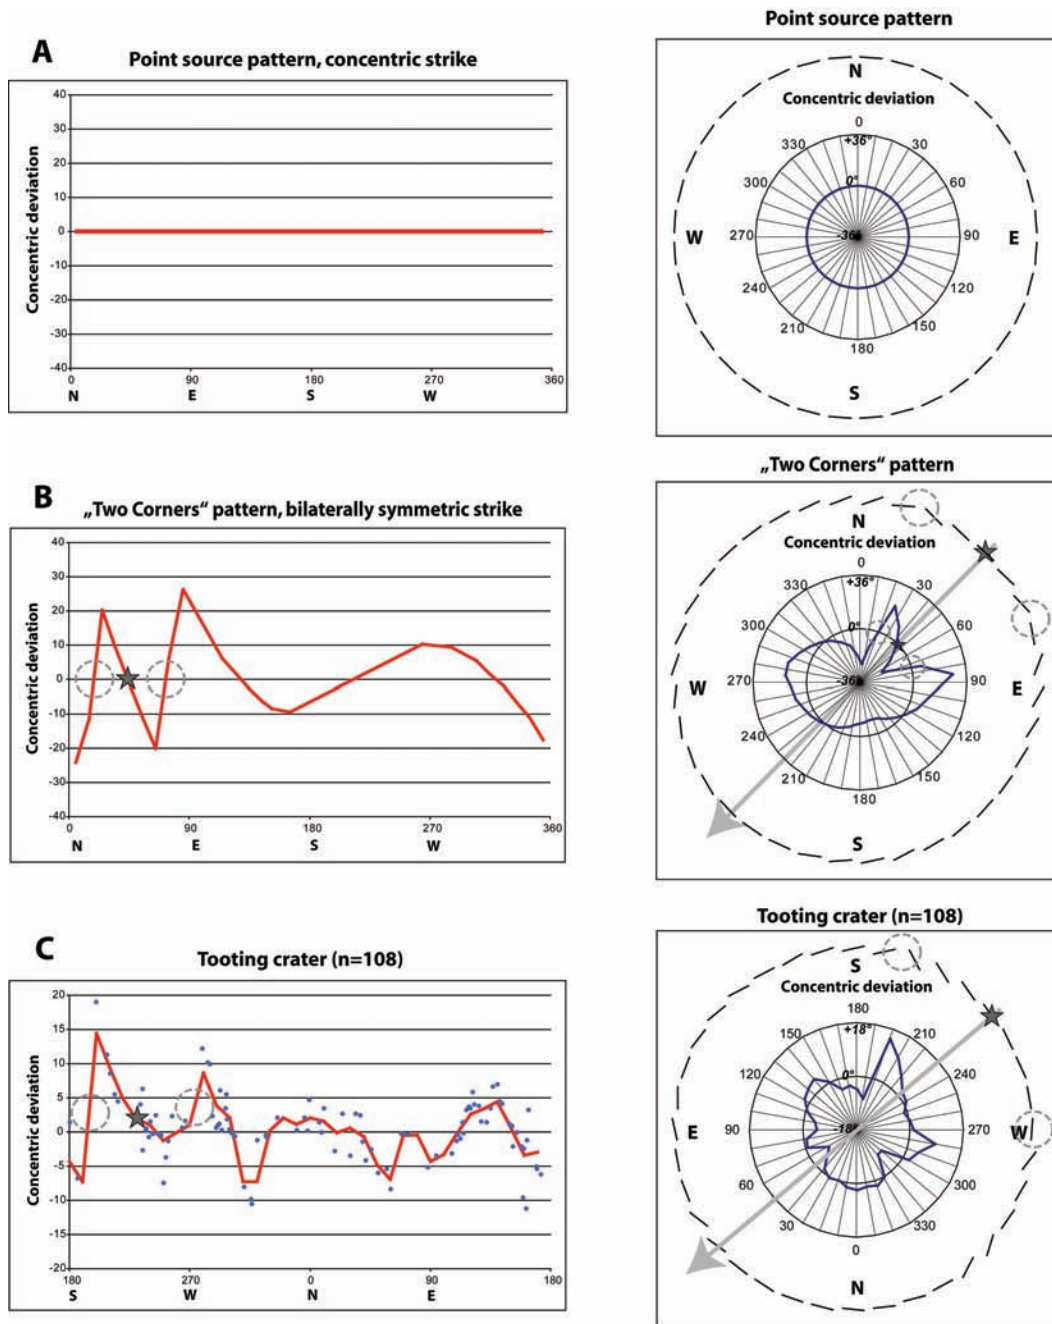 A
Point source pattern, concentric strike
Concentric deviation
40
30
20
10
0
-10
-20
-30
-40
0 90 180 270 360
N E S W
Point source pattern
N
Concentric deviation
0
+36°
330 30
0°
300 60
W 270 -36° 90 E
240 120
210 150
180
S
B
„Two Corners“ pattern, bilaterally symmetric strike
Concentric deviation
40
30
20
10
0
-10
-20
-30
-40
0 90 180 270 360
N E S W
„Two Corners“ pattern
N
Concentric deviation
0
+36°
330 30
0°
300 60
W 270 -36° 90 E
240 120
210 150
180
S
C
Tooting crater (n=108)
Concentric deviation
20
15
10
5
0
-5
-10
-15
-20
180 270 0 90 180
S W N E
Tooting crater (n=108)
S
Concentric deviation
180
+18°
150 210
0°
120 240
E 90 -18° 270 W
60 300
30 330
0
N